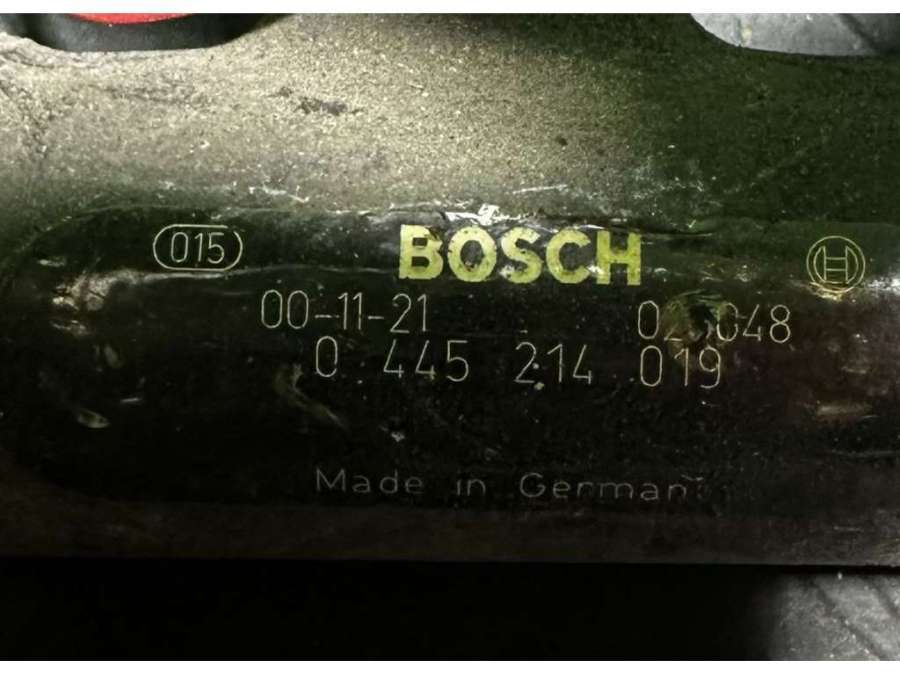 015 BOSCH
00-11-21
0 445 214 019
Made in Germany